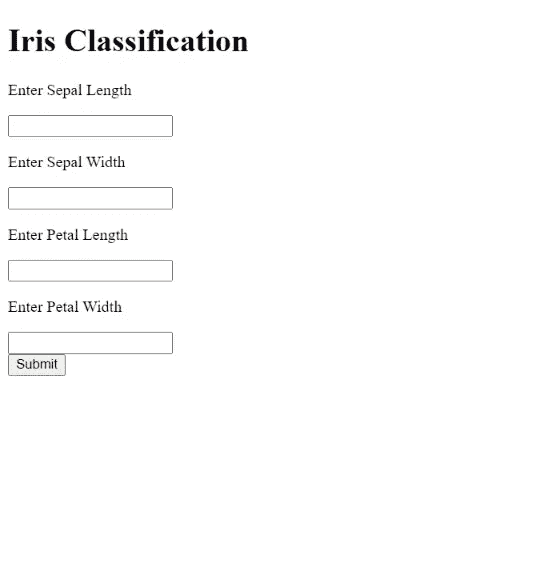 Iris Classification
Enter Sepal Length
Enter Sepal Width
Enter Petal Length
Enter Petal Width
Submit